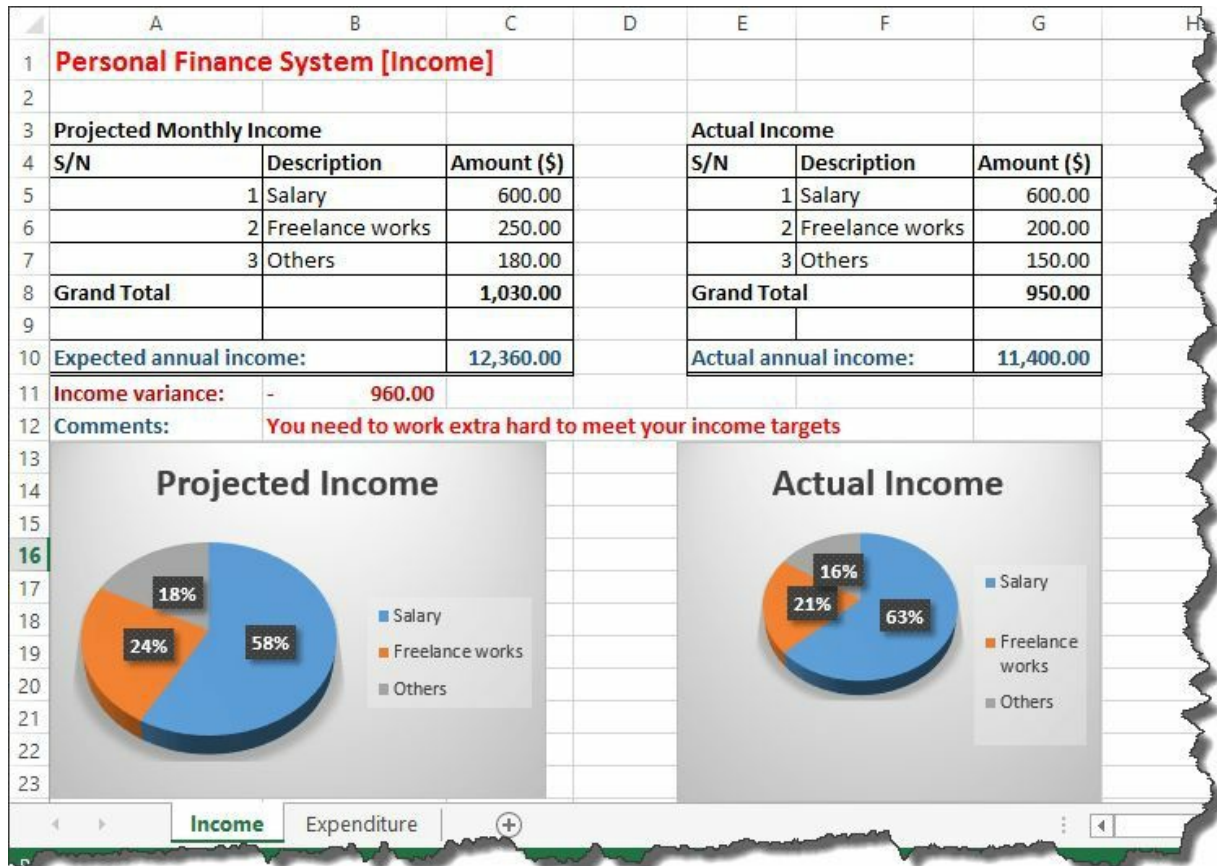 A B C D E F G H
1 Personal Finance System [Income]
2
3 Projected Monthly Income Actual Income
4 S/N Description Amount ($) S/N Description Amount ($)
5 1 Salary 600.00 1 Salary 600.00
6 2 Freelance works 250.00 2 Freelance works 200.00
7 3 Others 180.00 3 Others 150.00
8 Grand Total 1,030.00 Grand Total 950.00
9
10 Expected annual income: 12,360.00 Actual annual income: 11,400.00
11 Income variance: - 960.00
12 Comments: You need to work extra hard to meet your income targets
13
14
15
16
17
18
19
20
21
22
23
Projected Income
18%
24%
58%
Salary
Freelance works
Others
Actual Income
16%
21%
63%
Salary
Freelance
works
Others
Income Expenditure